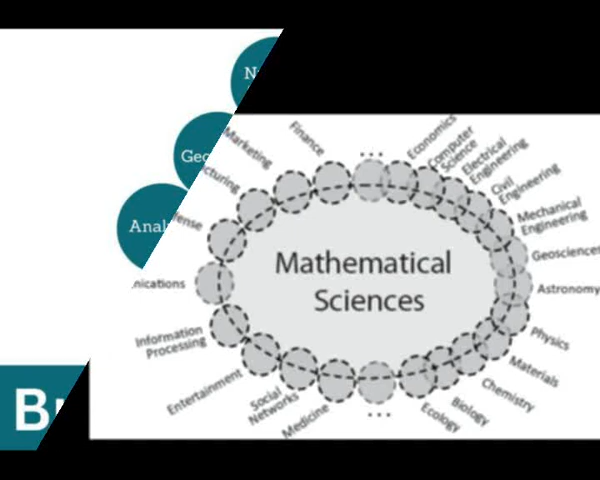 Marketing
Finance
...
Economics
Computer
Science
Electrical
Engineering
Civil
Engineering
Mechanical
Engineering
Geosciences
Astronomy
Physics
Materials
Chemistry
Biology
Ecology
...
Medicine
Social
Networks
Entertainment
Information
Processing
Mathematical
Sciences